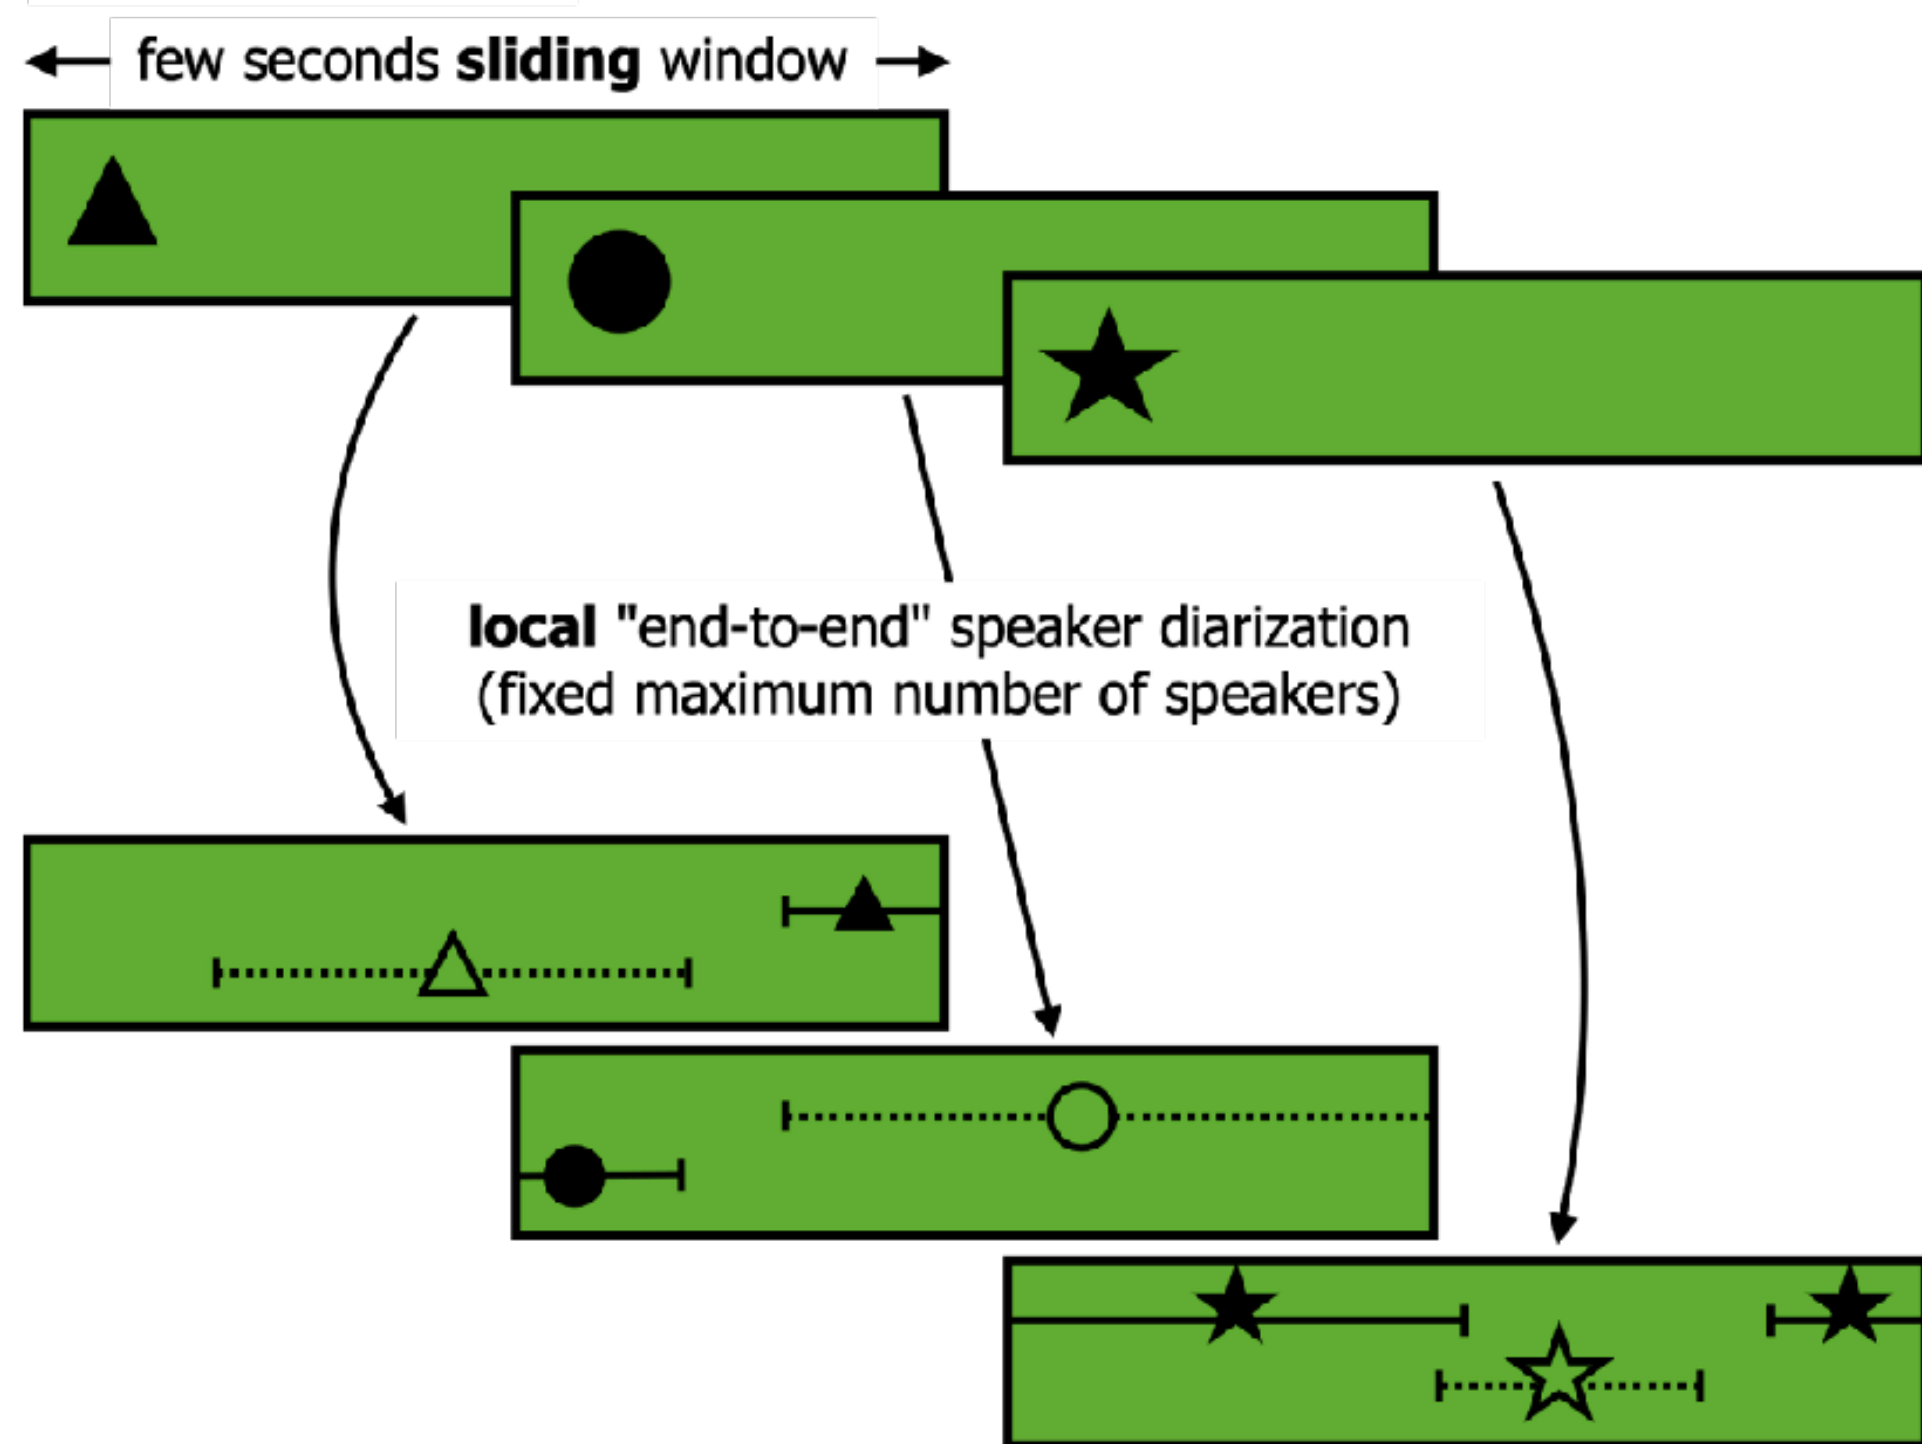 few seconds sliding window
local "end-to-end" speaker diarization
(fixed maximum number of speakers)